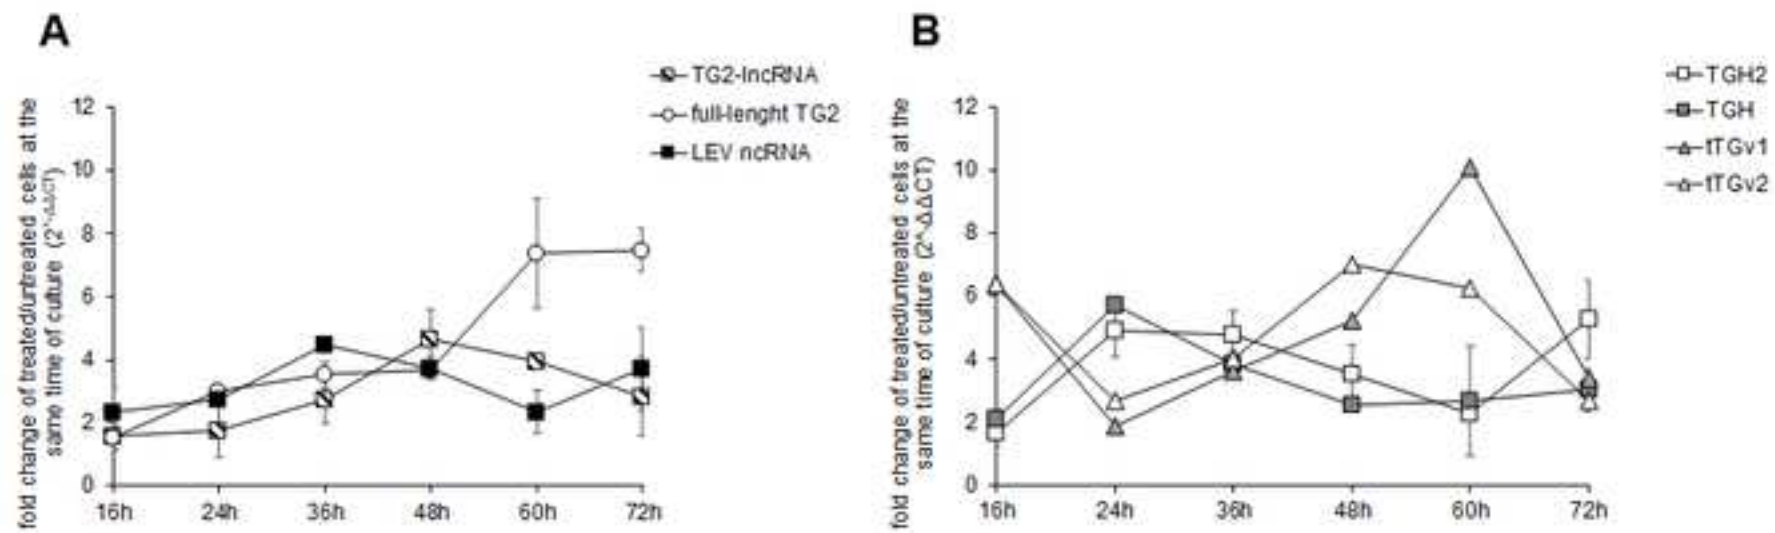 A
TG2-lncRNA
full-lenght TG2
LEV ncRNA
fold change of treated/untreated cells at the
same time of culture (2^-ΔΔCT)
12
10
8
6
4
2
0
16h 24h 36h 48h 60h 72h
B
TGH2
TGH
tTGv1
tTGv2
fold change of treated/untreated cells at the
same time of culture (2^-ΔΔCT)
12
10
8
6
4
2
0
16h 24h 36h 48h 60h 72h